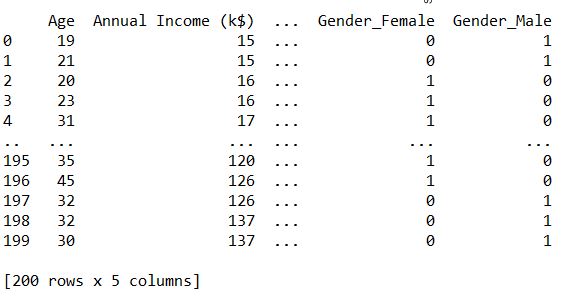 Age Annual Income (k$) ... Gender_Female Gender_Male
0 19 15 ... 0 1
1 21 15 ... 0 1
2 20 16 ... 1 0
3 23 16 ... 1 0
4 31 17 ... 1 0
.. ... ... ... ... ...
195 35 120 ... 1 0
196 45 126 ... 1 0
197 32 126 ... 0 1
198 32 137 ... 0 1
199 30 137 ... 0 1
[200 rows x 5 columns]